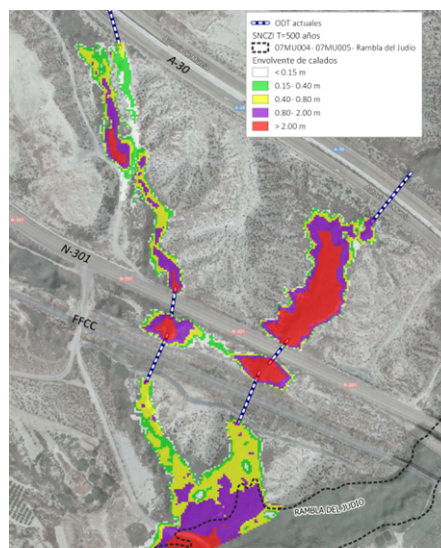 ODT actuales
SNCZI T=500 años
07MU004- 07MU005- Rambla del Judío
Envolvente de calados
< 0.15 m
0.15- 0.40 m
0.40- 0.80 m
0.80- 2.00 m
> 2.00 m
A-30
N-301
FFCC
RAMBLA DEL JUDÍO